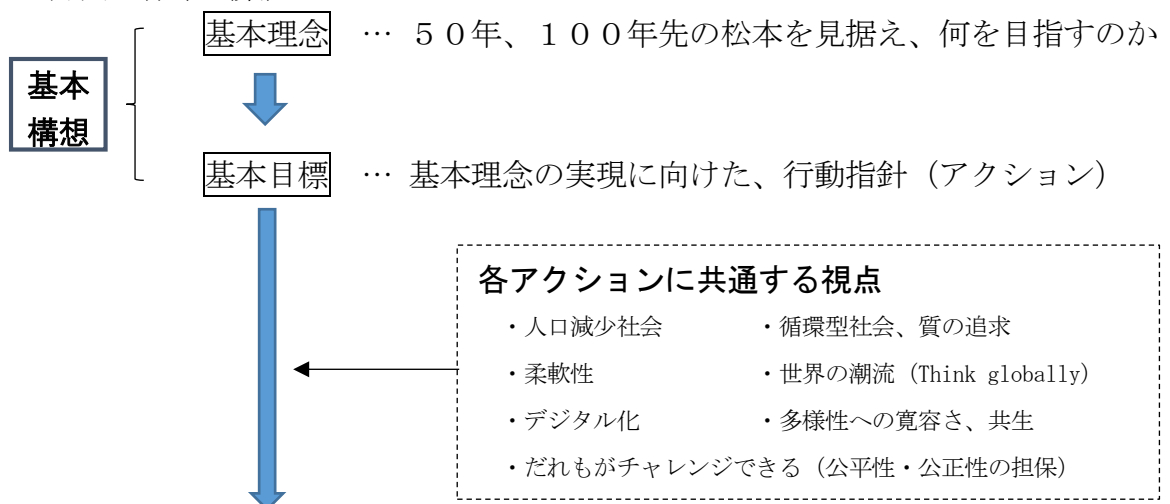 基本理念 … ５０年、１００年先の松本を見据え、何を目指すのか
基本
構想
基本目標 … 基本理念の実現に向けた、行動指針（アクション）
各アクションに共通する視点
・人口減少社会 ・循環型社会、質の追求
・柔軟性 ・世界の潮流（Think globally）
・デジタル化 ・多様性への寛容さ、共生
・だれもがチャレンジできる（公平性・公正性の担保）